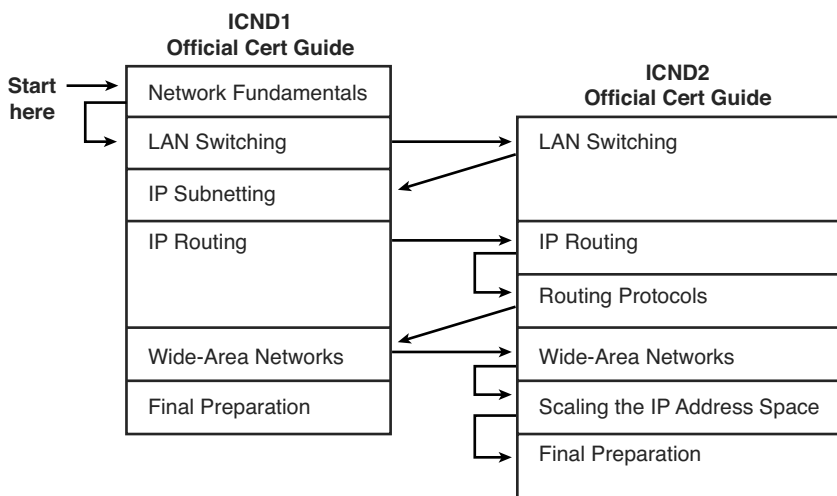 ICND1
Official Cert Guide
Start
here
Network Fundamentals
LAN Switching
IP Subnetting
IP Routing
Wide-Area Networks
Final Preparation
ICND2
Official Cert Guide
LAN Switching
IP Routing
Routing Protocols
Wide-Area Networks
Scaling the IP Address Space
Final Preparation